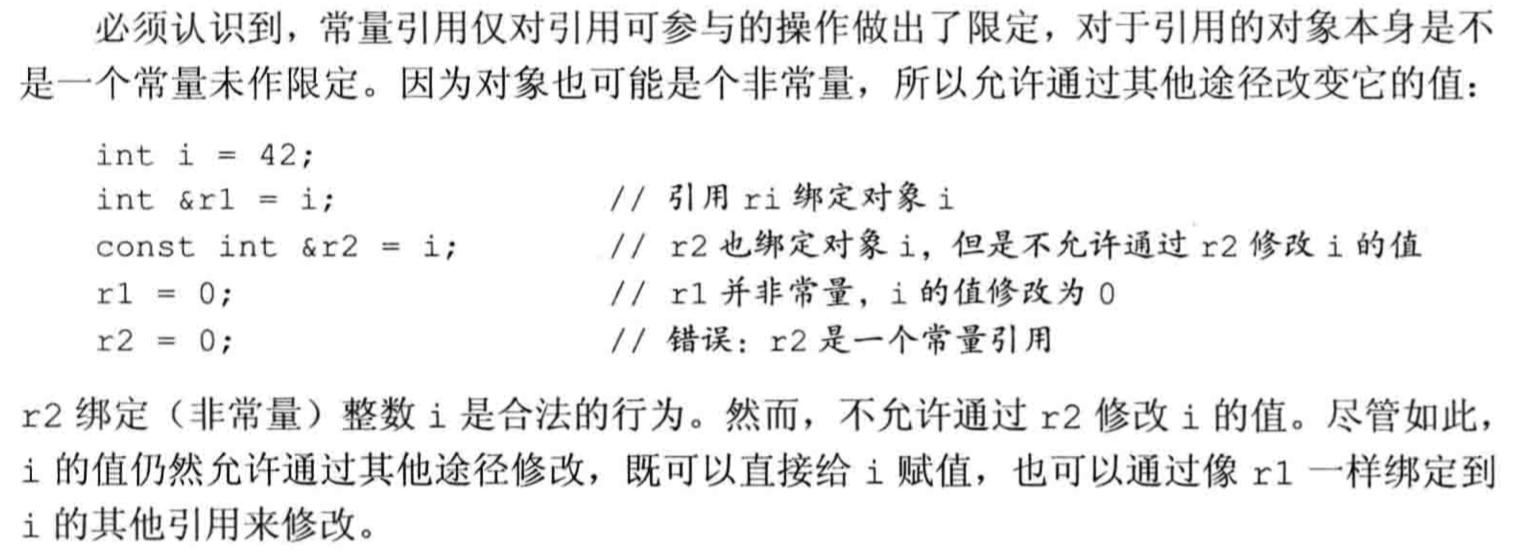 必须认识到，常量引用仅对引用可参与的操作做出了限定，对于引用的对象本身是不
是一个常量未作限定。因为对象也可能是个非常量，所以允许通过其他途径改变它的值：
int i = 42;
int &r1 = i; // 引用 ri 绑定对象 i
const int &r2 = i; // r2 也绑定对象 i，但是不允许通过 r2 修改 i 的值
r1 = 0; // r1 并非常量，i 的值修改为 0
r2 = 0; // 错误：r2 是一个常量引用
r2 绑定（非常量）整数 i 是合法的行为。然而，不允许通过 r2 修改 i 的值。尽管如此，
i 的值仍然允许通过其他途径修改，既可以直接给 i 赋值，也可以通过像 r1 一样绑定到
i 的其他引用来修改。